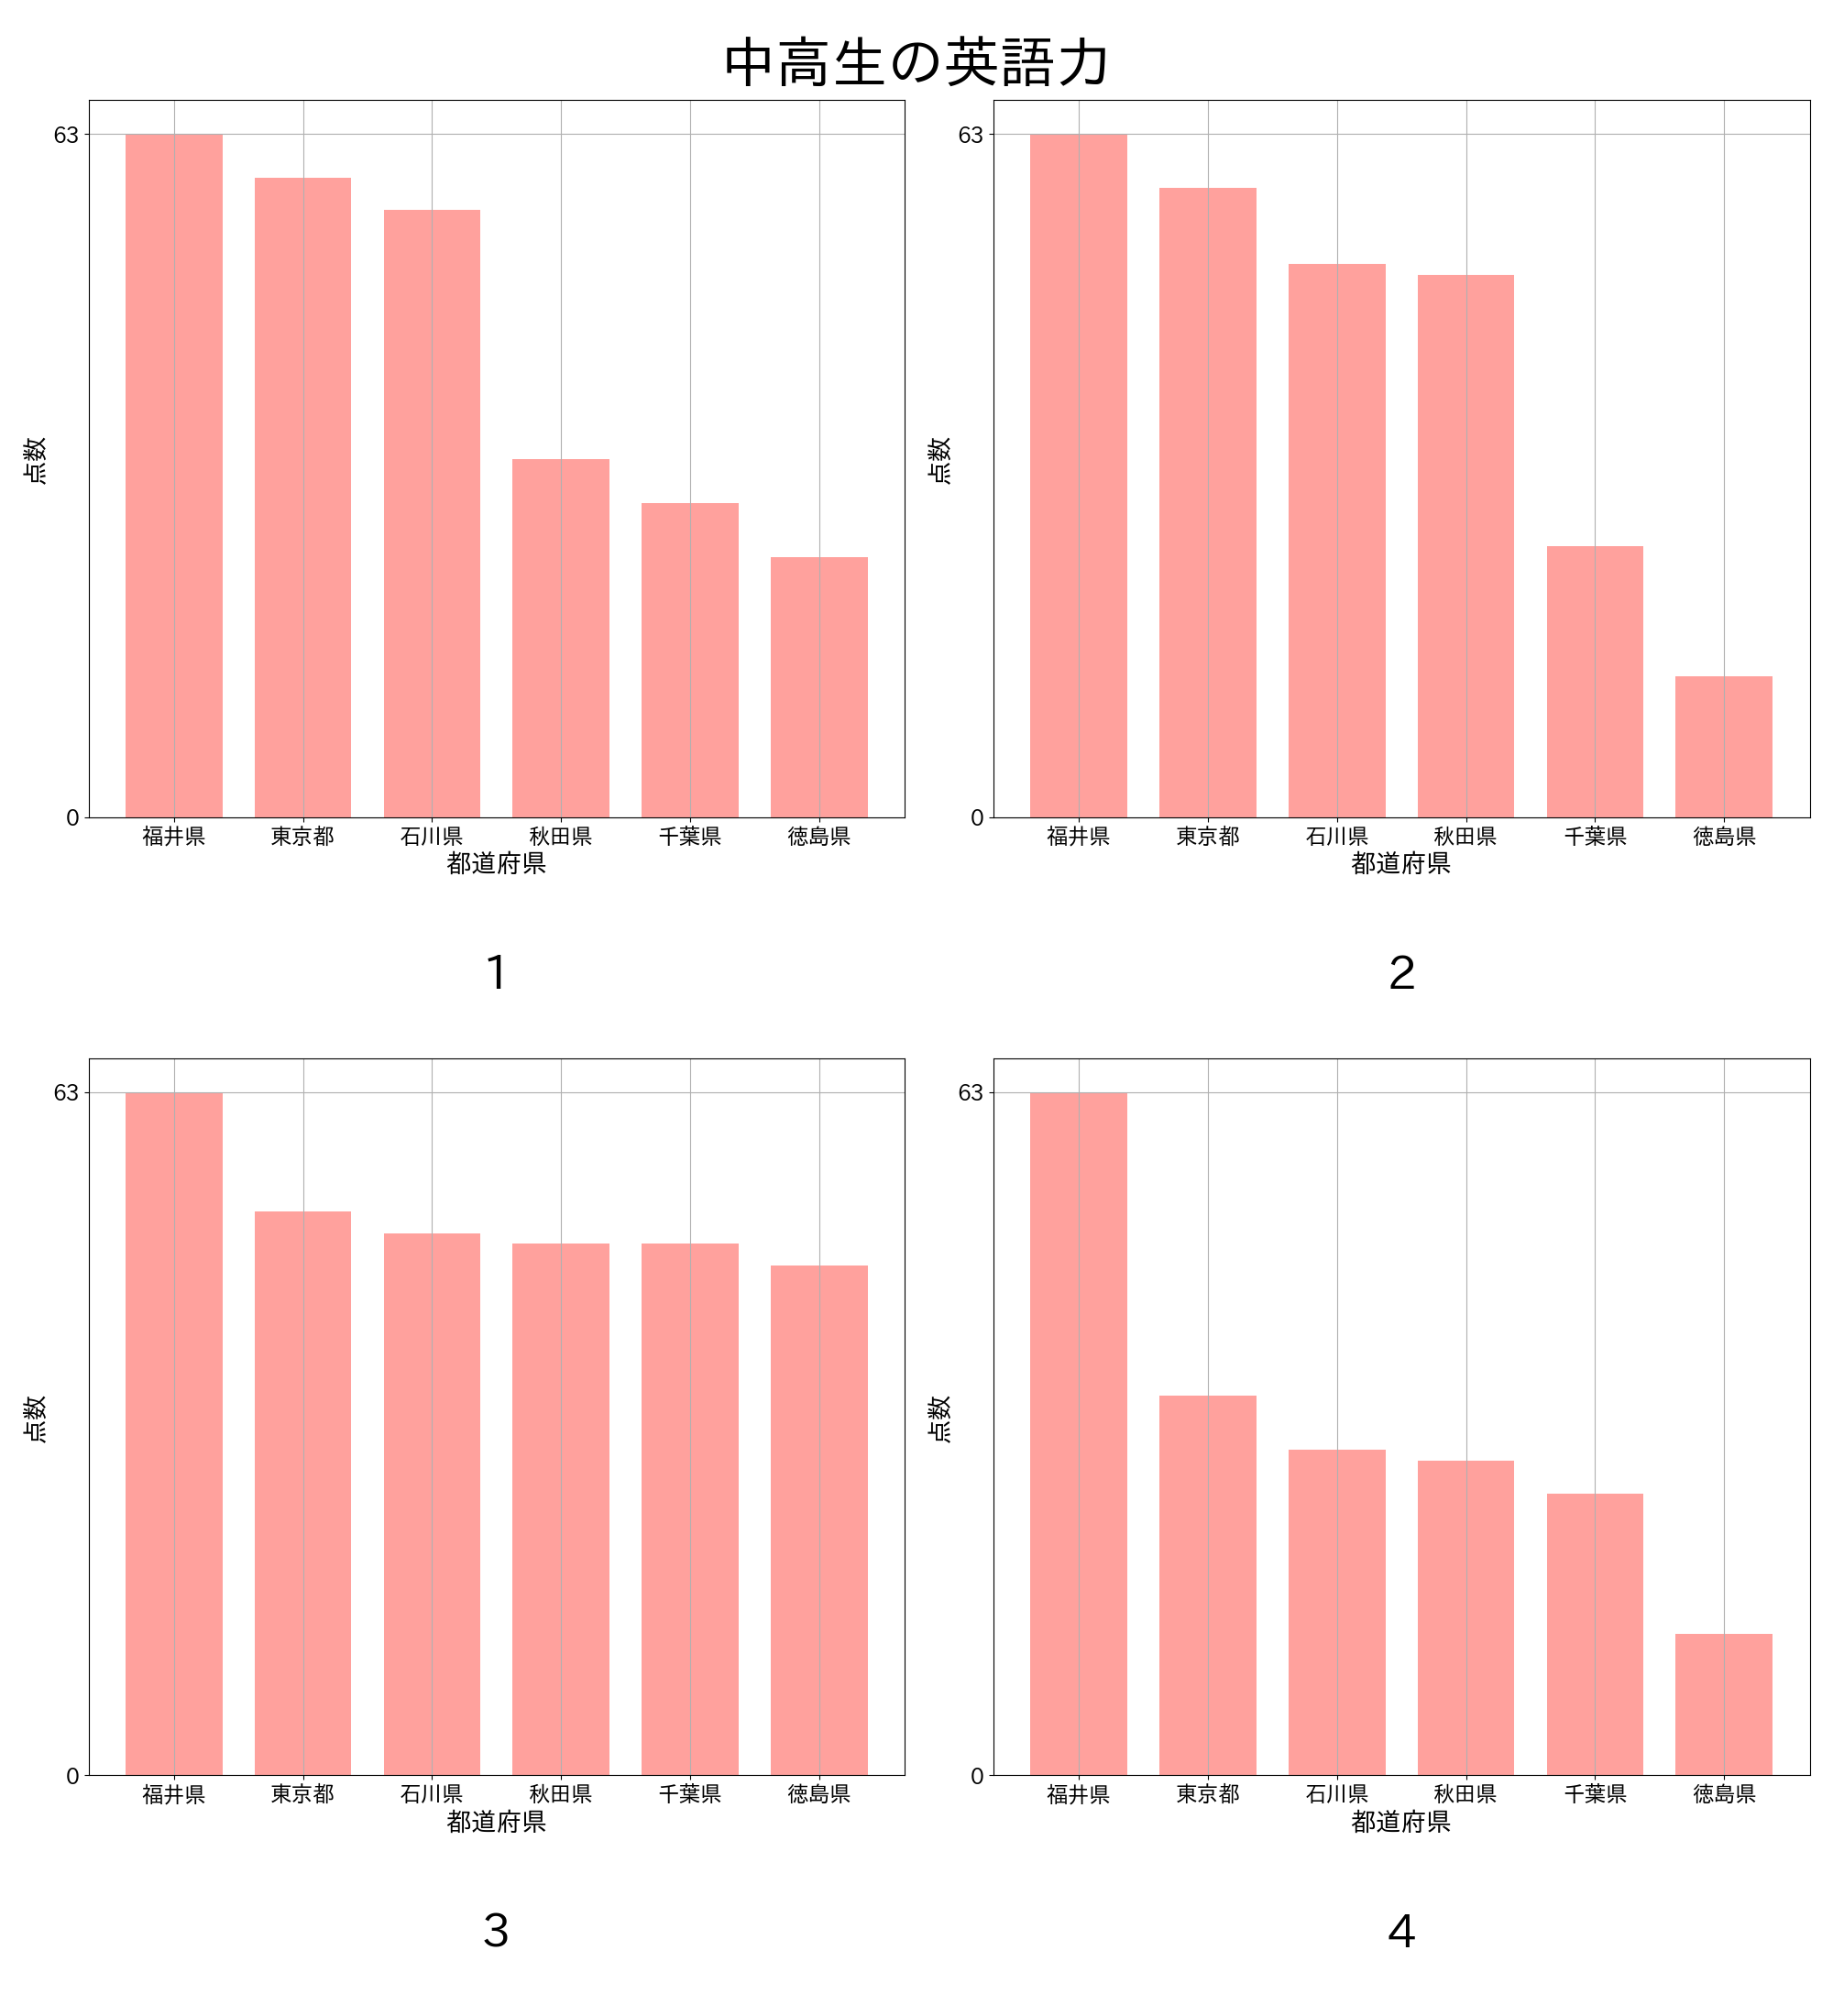 中高生の英語力
63
0
点数
福井県 東京都 石川県 秋田県 千葉県 徳島県
都道府県
1
63
0
点数
福井県 東京都 石川県 秋田県 千葉県 徳島県
都道府県
2
63
0
点数
福井県 東京都 石川県 秋田県 千葉県 徳島県
都道府県
3
63
0
点数
福井県 東京都 石川県 秋田県 千葉県 徳島県
都道府県
4